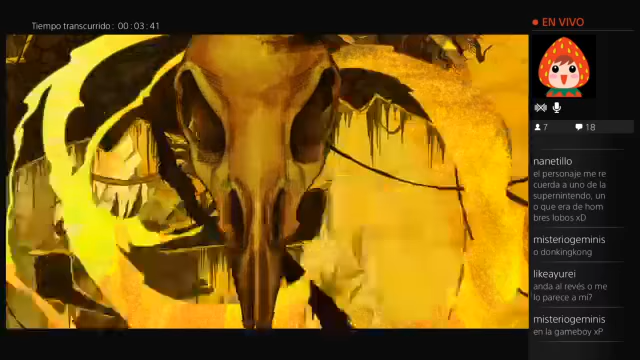 Tiempo transcurrido: 00:03:41
EN VIVO
7 18
nanetillo
el personaje me re
cuerda a uno de la
supernintendo, un
o que era de hom
bres lobos xD
misteriogeminis
o donkingkong
likeayurei
anda al revés o me
lo parece a mi?
misteriogeminis
en la gameboy xP